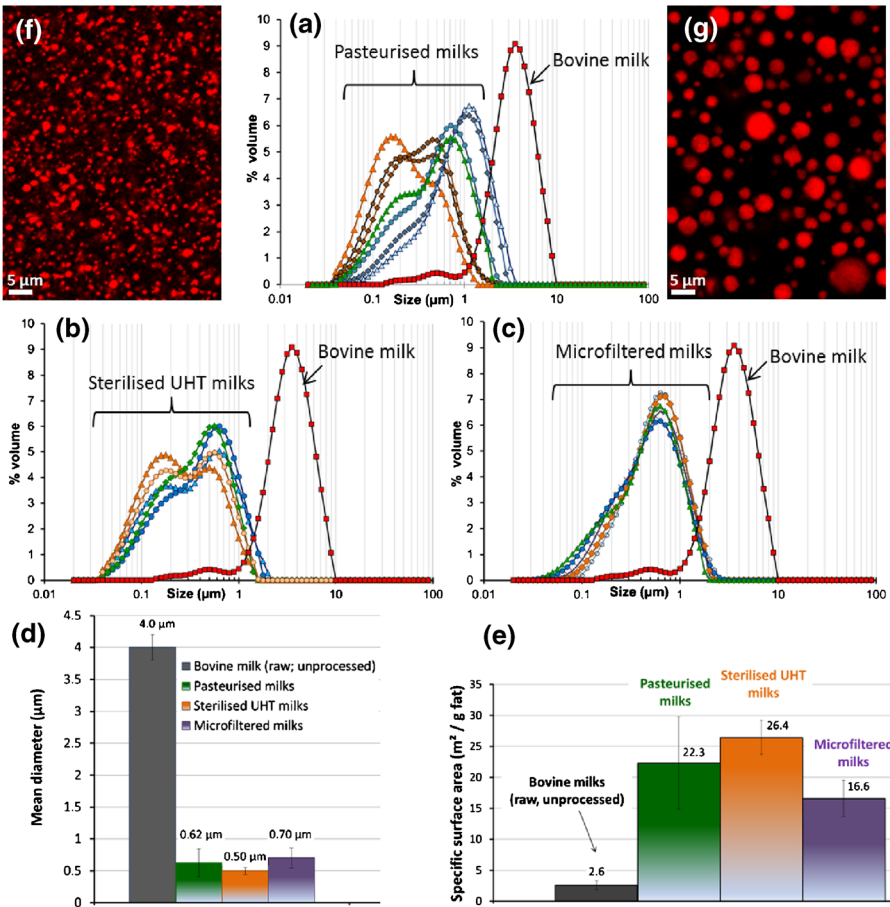 (f)
5 µm
(a)
Pasteurised milks
Bovine milk
% volume
10
9
8
7
6
5
4
3
2
1
0
0.01
0.1
1
10
100
Size (µm)
(g)
5 µm
(b)
Sterilised UHT milks
Bovine milk
% volume
10
9
8
7
6
5
4
3
2
1
0
0.01
0.1
1
10
100
Size (µm)
(c)
Microfiltered milks
Bovine milk
% volume
10
9
8
7
6
5
4
3
2
1
0
0.01
0.1
1
10
100
Size (µm)
(d)
Mean diameter (µm)
4.5
4
3.5
3
2.5
2
1.5
1
0.5
0
4.0 µm
Bovine milk (raw; unprocessed)
Pasteurised milks
Sterilised UHT milks
Microfiltered milks
0.62 µm
0.50 µm
0.70 µm
(e)
Specific surface area (m² / g fat)
35
30
25
20
15
10
5
0
Bovine milks
(raw, unprocessed)
2.6
Pasteurised
milks
22.3
Sterilised UHT
milks
26.4
Microfiltered
milks
16.6